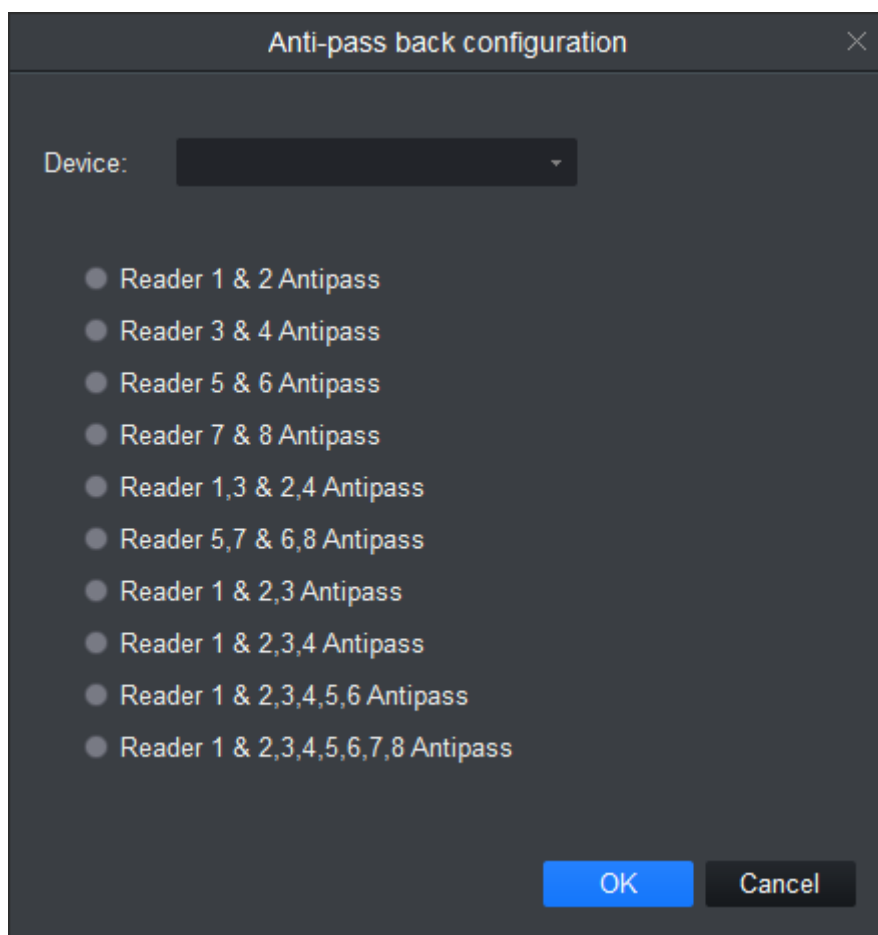 Anti-pass back configuration
Device:
Reader 1 & 2 Antipass
Reader 3 & 4 Antipass
Reader 5 & 6 Antipass
Reader 7 & 8 Antipass
Reader 1,3 & 2,4 Antipass
Reader 5,7 & 6,8 Antipass
Reader 1 & 2,3 Antipass
Reader 1 & 2,3,4 Antipass
Reader 1 & 2,3,4,5,6 Antipass
Reader 1 & 2,3,4,5,6,7,8 Antipass
OK Cancel